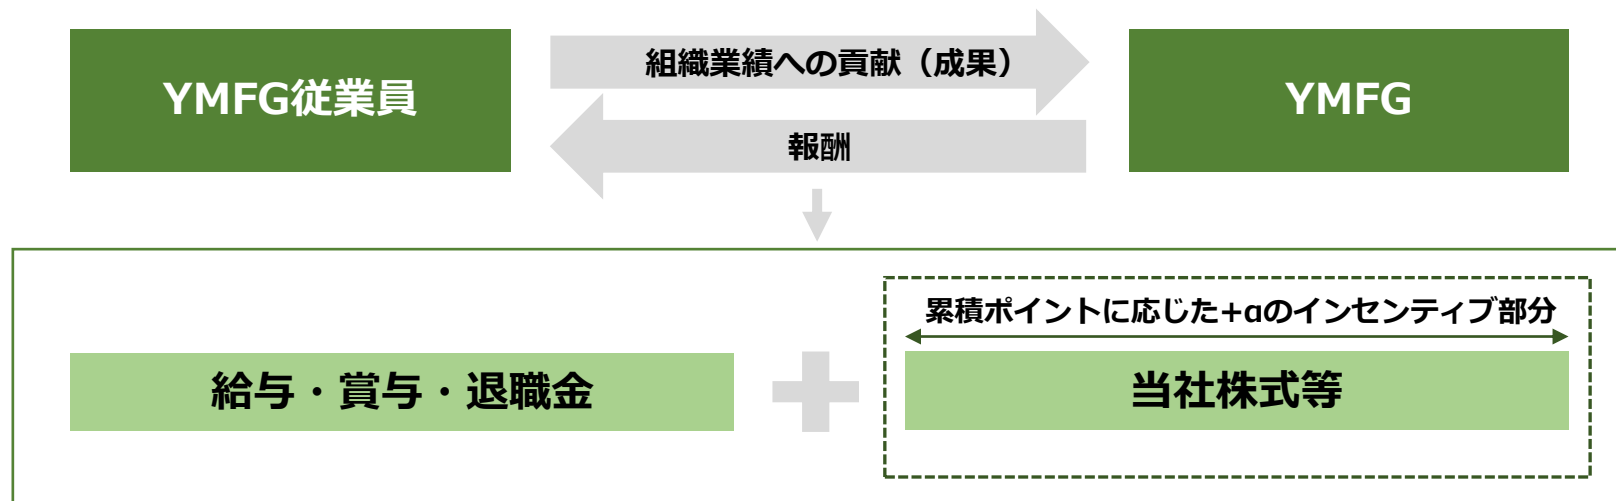 YMFG従業員
組織業績への貢献（成果）
YMFG
報酬
累積ポイントに応じた+αのインセンティブ部分
給与・賞与・退職金
当社株式等